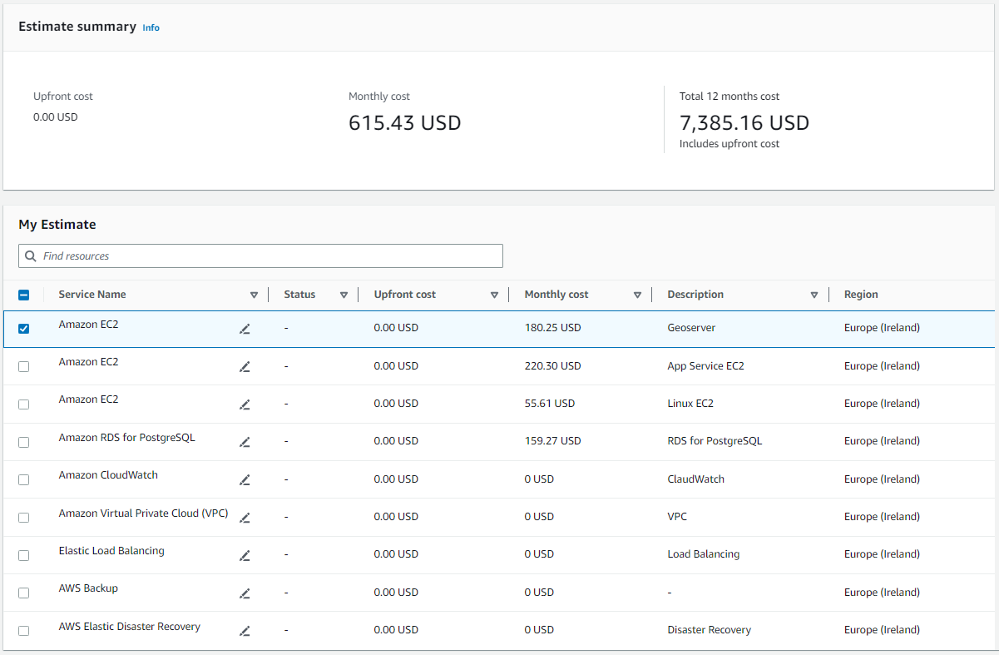 Estimate summary Info
Upfront cost
0.00 USD
Monthly cost
615.43 USD
Total 12 months cost
7,385.16 USD
Includes upfront cost
My Estimate
Find resources
Service Name Status Upfront cost Monthly cost Description Region
Amazon EC2 - 0.00 USD 180.25 USD Geoserver Europe (Ireland)
Amazon EC2 - 0.00 USD 220.30 USD App Service EC2 Europe (Ireland)
Amazon EC2 - 0.00 USD 55.61 USD Linux EC2 Europe (Ireland)
Amazon RDS for PostgreSQL - 0.00 USD 159.27 USD RDS for PostgreSQL Europe (Ireland)
Amazon CloudWatch - 0.00 USD 0 USD ClaudWatch Europe (Ireland)
Amazon Virtual Private Cloud (VPC) - 0.00 USD 0 USD VPC Europe (Ireland)
Elastic Load Balancing - 0.00 USD 0 USD Load Balancing Europe (Ireland)
AWS Backup - 0.00 USD 0 USD - Europe (Ireland)
AWS Elastic Disaster Recovery - 0.00 USD 0 USD Disaster Recovery Europe (Ireland)